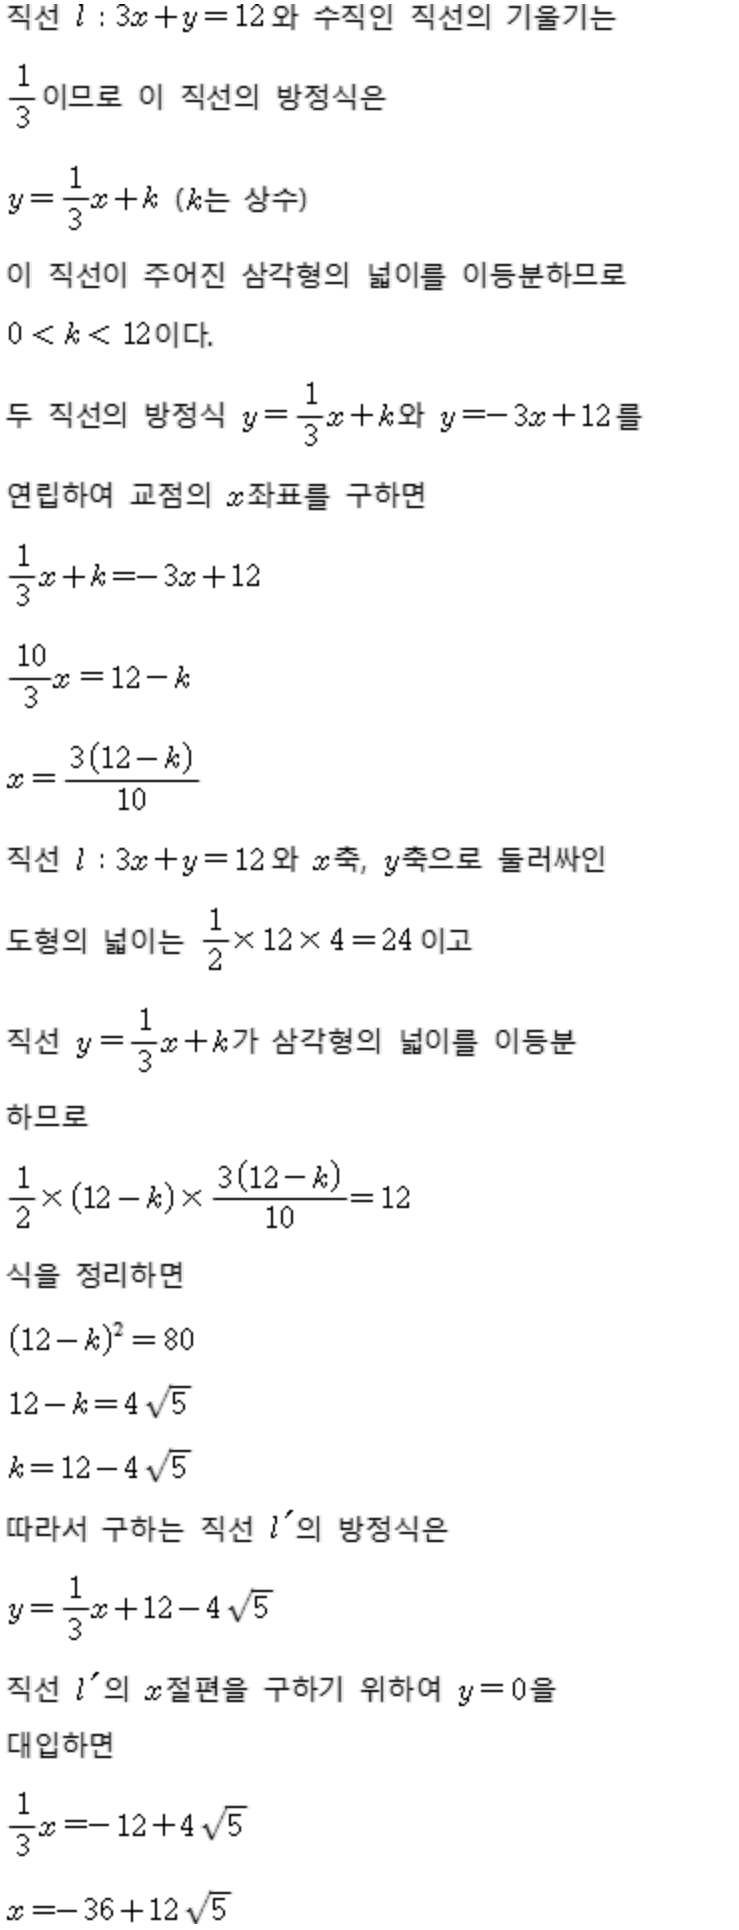 직선 l : 3x+y=12와 수직인 직선의 기울기는
1/3이므로 이 직선의 방정식은
y=1/3x+k (k는 상수)
이 직선이 주어진 삼각형의 넓이를 이등분하므로
0<k<12이다.
두 직선의 방정식 y=1/3x+k와 y=-3x+12를
연립하여 교점의 x좌표를 구하면
1/3x+k=-3x+12
10/3x=12-k
x=3(12-k)/10
직선 l : 3x+y=12와 x축, y축으로 둘러싸인
도형의 넓이는 1/2×12×4=24이고
직선 y=1/3x+k가 삼각형의 넓이를 이등분
하므로
1/2×(12-k)×3(12-k)/10=12
식을 정리하면
(12-k)²=80
12-k=4√5
k=12-4√5
따라서 구하는 직선 l′의 방정식은
y=1/3x+12-4√5
직선 l′의 x절편을 구하기 위하여 y=0을
대입하면
1/3x=-12+4√5
x=-36+12√5